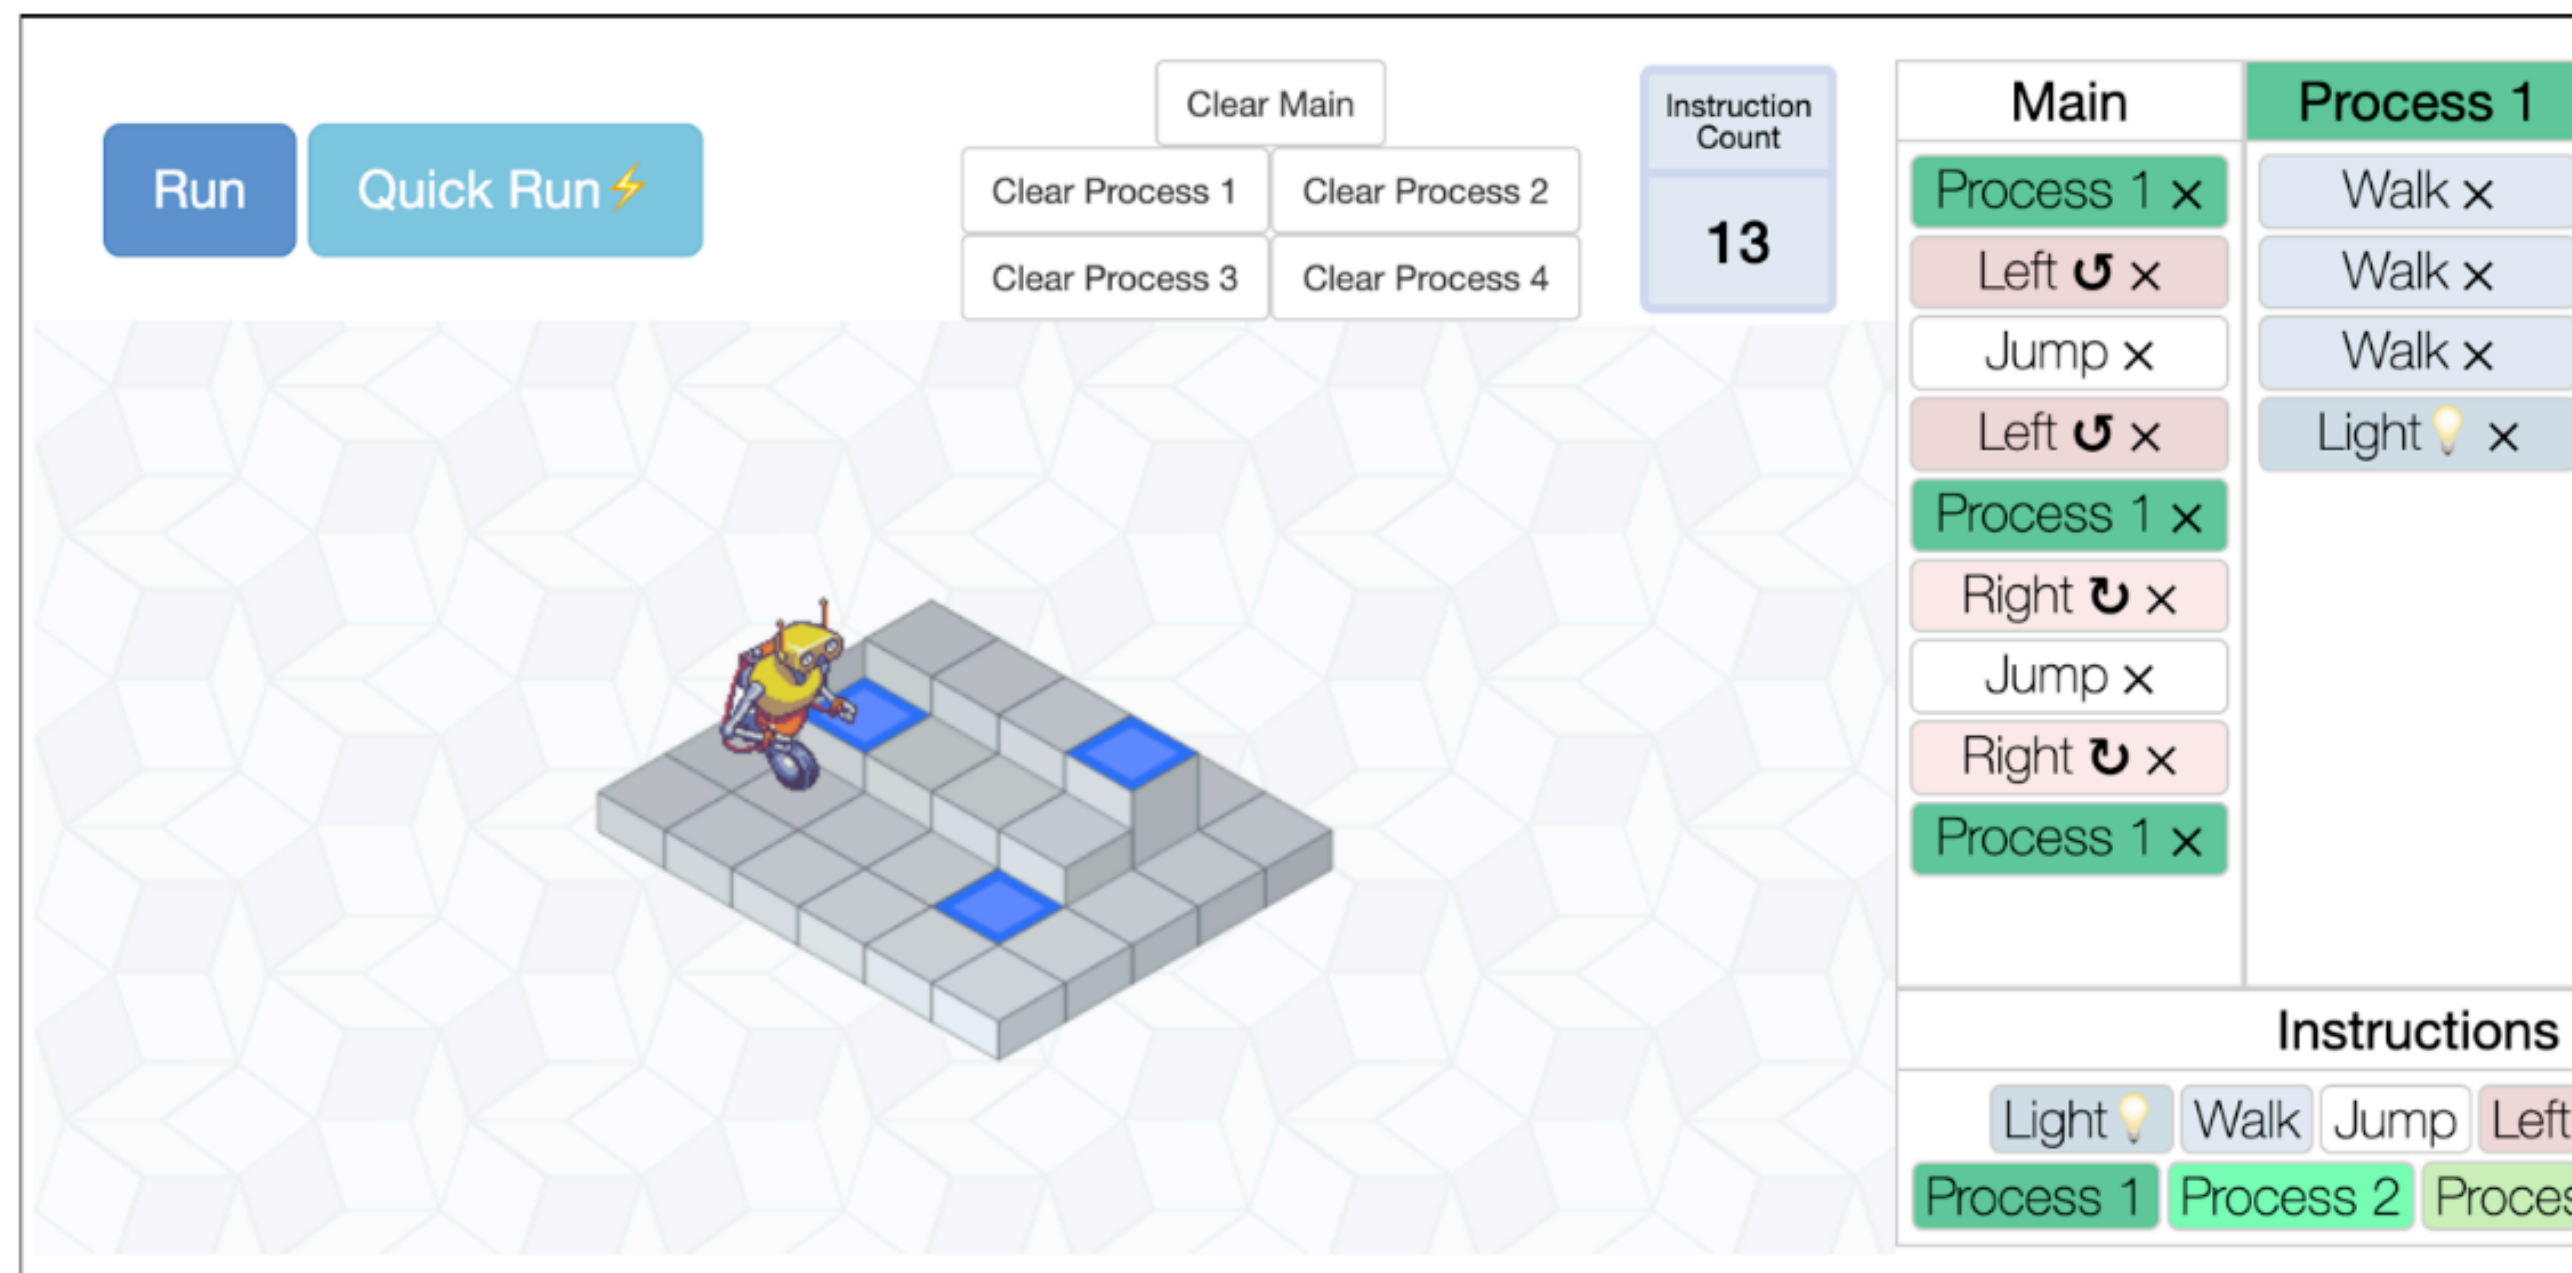 Run
Quick Run⚡
Clear Main
Clear Process 1
Clear Process 2
Clear Process 3
Clear Process 4
Instruction
Count
13
Main
Process 1 ×
Left ↺ ×
Jump ×
Left ↺ ×
Process 1 ×
Right ↻ ×
Jump ×
Right ↻ ×
Process 1 ×
Process 1
Walk ×
Walk ×
Walk ×
Light💡 ×
Instructions
Light💡 Walk Jump Left
Process 1 Process 2 Proces